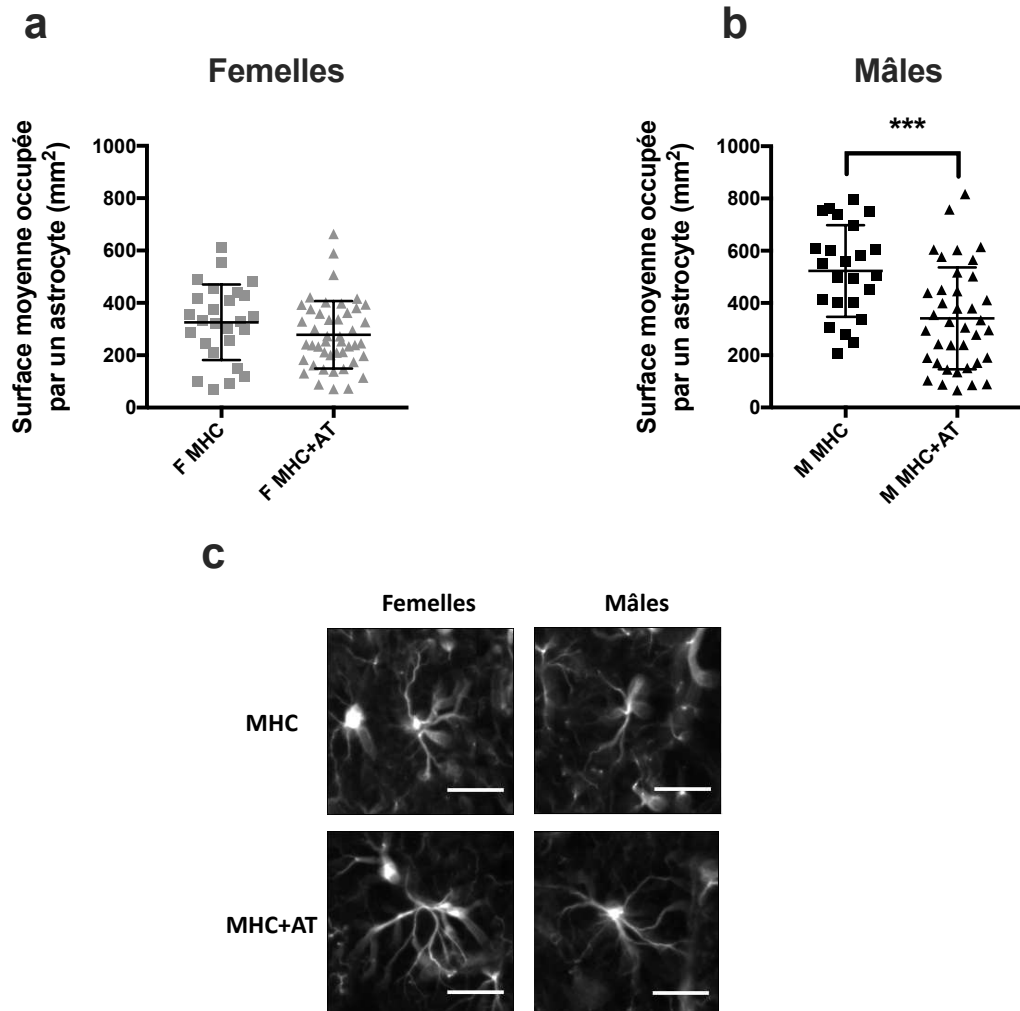 a
Femelles
Surface moyenne occupée
par un astrocyte (mm²)
1000
800
600
400
200
0
F MHC
F MHC+AT
b
Mâles
***
Surface moyenne occupée
par un astrocyte (mm²)
1000
800
600
400
200
0
M MHC
M MHC+AT
c
Femelles
Mâles
MHC
MHC+AT